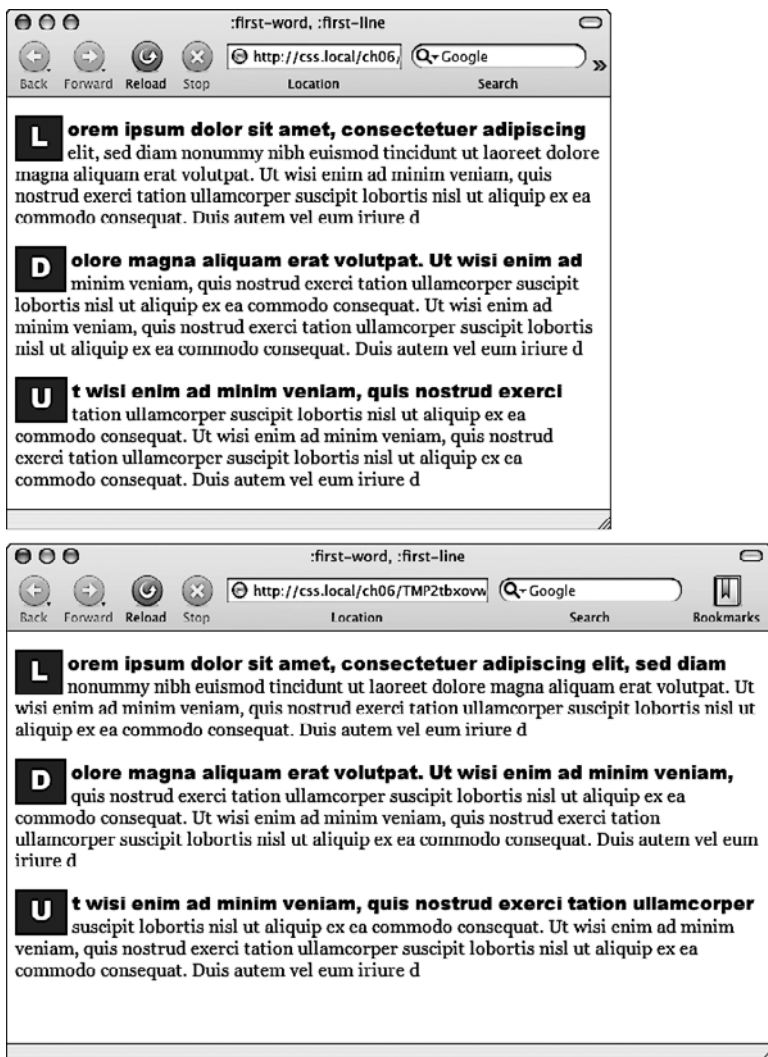 :first-word, :first-line
http://css.local/ch06/ Google
Back Forward Reload Stop Location Search
Lorem ipsum dolor sit amet, consectetuer adipiscing
elit, sed diam nonummy nibh euismod tincidunt ut laoreet dolore
magna aliquam erat volutpat. Ut wisi enim ad minim veniam, quis
nostrud exerci tation ullamcorper suscipit lobortis nisl ut aliquip ex ea
commodo consequat. Duis autem vel eum iriure d
Dolore magna aliquam erat volutpat. Ut wisi enim ad
minim veniam, quis nostrud exerci tation ullamcorper suscipit
lobortis nisl ut aliquip ex ea commodo consequat. Ut wisi enim ad
minim veniam, quis nostrud exerci tation ullamcorper suscipit lobortis
nisl ut aliquip ex ea commodo consequat. Duis autem vel eum iriure d
Ut wisi enim ad minim veniam, quis nostrud exerci
tation ullamcorper suscipit lobortis nisl ut aliquip ex ea
commodo consequat. Ut wisi enim ad minim veniam, quis nostrud
exerci tation ullamcorper suscipit lobortis nisl ut aliquip ex ea
commodo consequat. Duis autem vel eum iriure d
:first-word, :first-line
http://css.local/ch06/TMP2tbxovw Google
Back Forward Reload Stop Location Search Bookmarks
Lorem ipsum dolor sit amet, consectetuer adipiscing elit, sed diam
nonummy nibh euismod tincidunt ut laoreet dolore magna aliquam erat volutpat. Ut
wisi enim ad minim veniam, quis nostrud exerci tation ullamcorper suscipit lobortis nisl ut
aliquip ex ea commodo consequat. Duis autem vel eum iriure d
Dolore magna aliquam erat volutpat. Ut wisi enim ad minim veniam,
quis nostrud exerci tation ullamcorper suscipit lobortis nisl ut aliquip ex ea
commodo consequat. Ut wisi enim ad minim veniam, quis nostrud exerci tation
ullamcorper suscipit lobortis nisl ut aliquip ex ea commodo consequat. Duis autem vel eum
iriure d
Ut wisi enim ad minim veniam, quis nostrud exerci tation ullamcorper
suscipit lobortis nisl ut aliquip ex ea commodo consequat. Ut wisi enim ad minim
veniam, quis nostrud exerci tation ullamcorper suscipit lobortis nisl ut aliquip ex ea
commodo consequat. Duis autem vel eum iriure d